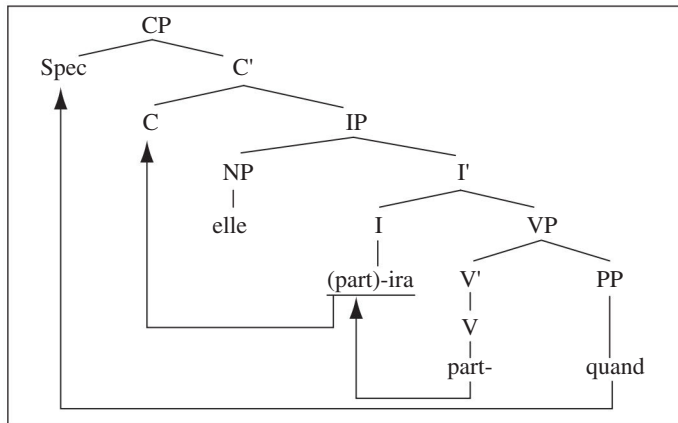 CP
Spec C'
C IP
NP I'
elle I VP
(part)-ira V' PP
V
part- quand